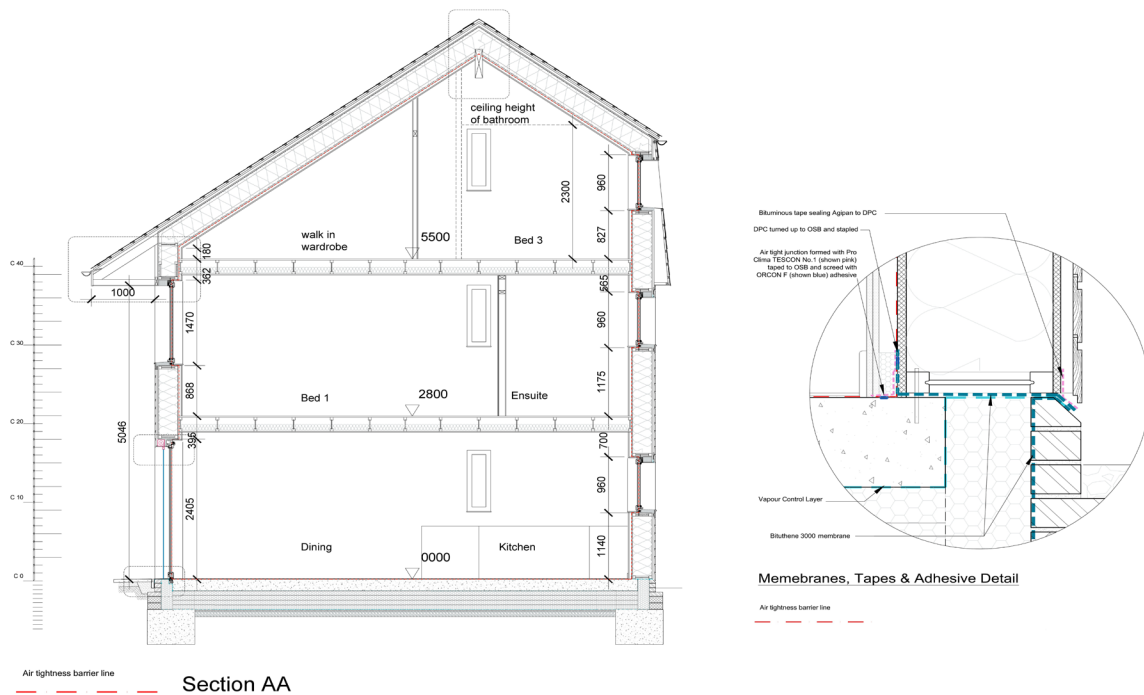 ceiling height
of bathroom
960
2300
827
walk in
wardrobe
5500
Bed 3
180
362
565
1000
1470
960
868
Bed 1
2800
Ensuite
1175
5046
395
700
2405
960
Dining
0000
Kitchen
1140
C 40
C 30
C 20
C 10
C 0
Air tightness barrier line
Section AA
Bituminous tape sealing Agipan to DPC
DPC turned up to OSB and stapled
Air tight junction formed with Pro
Clima TESCON No.1 (shown pink)
taped to OSB and screed with
ORCON F (shown blue) adhesive
Vapour Control Layer
Bituthene 3000 membrane
Memebranes, Tapes & Adhesive Detail
Air tightness barrier line